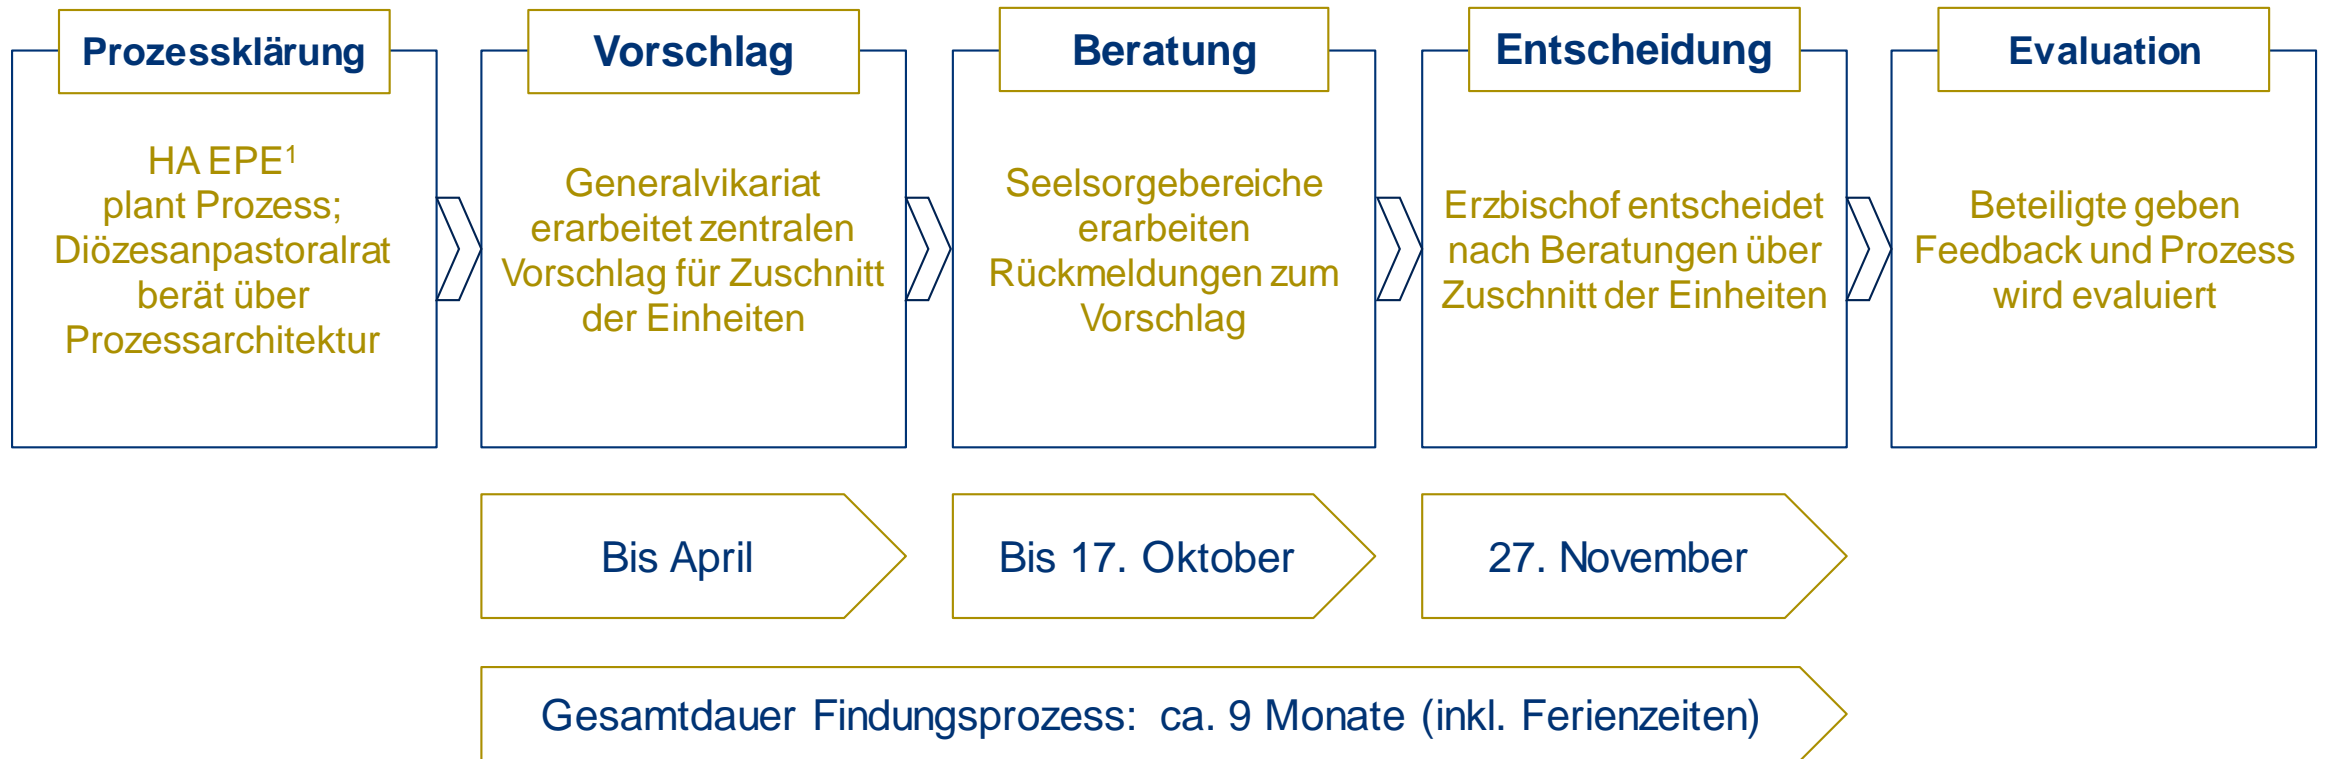 Prozessklärung
HA EPE¹
plant Prozess;
Diözesanpastoralrat
berät über
Prozessarchitektur
Vorschlag
Generalvikariat
erarbeitet zentralen
Vorschlag für Zuschnitt
der Einheiten
Beratung
Seelsorgebereiche
erarbeiten
Rückmeldungen zum
Vorschlag
Entscheidung
Erzbischof entscheidet
nach Beratungen über
Zuschnitt der Einheiten
Evaluation
Beteiligte geben
Feedback und Prozess
wird evaluiert
Bis April
Bis 17. Oktober
27. November
Gesamtdauer Findungsprozess: ca. 9 Monate (inkl. Ferienzeiten)